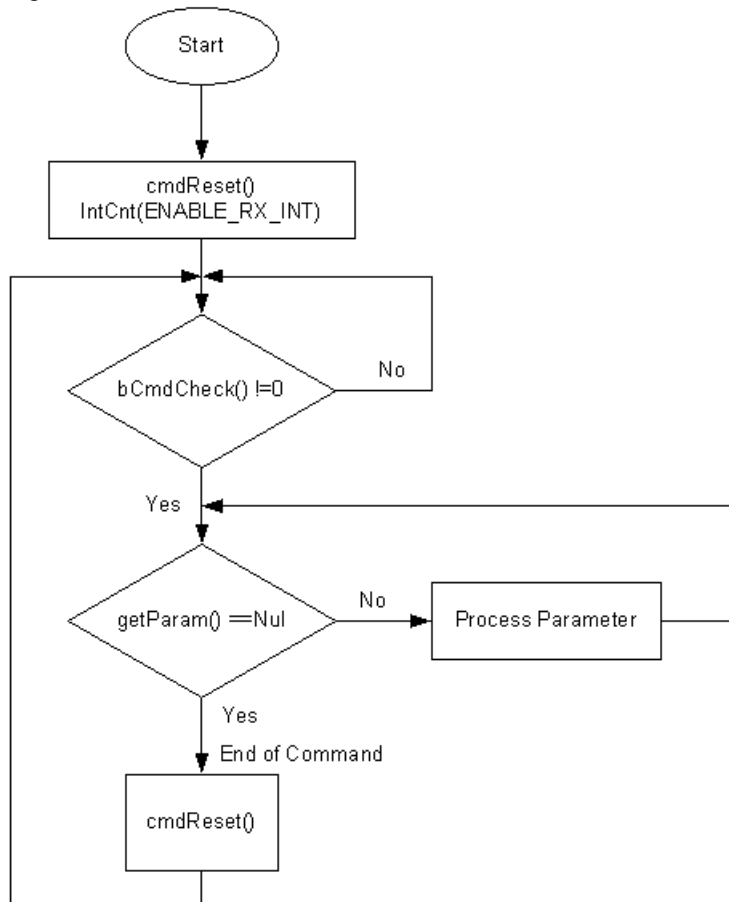 Start
cmdReset()
IntCnt(ENABLE_RX_INT)
bCmdCheck() !=0
No
Yes
getParam() ==Nul
No
Process Parameter
Yes
End of Command
cmdReset()